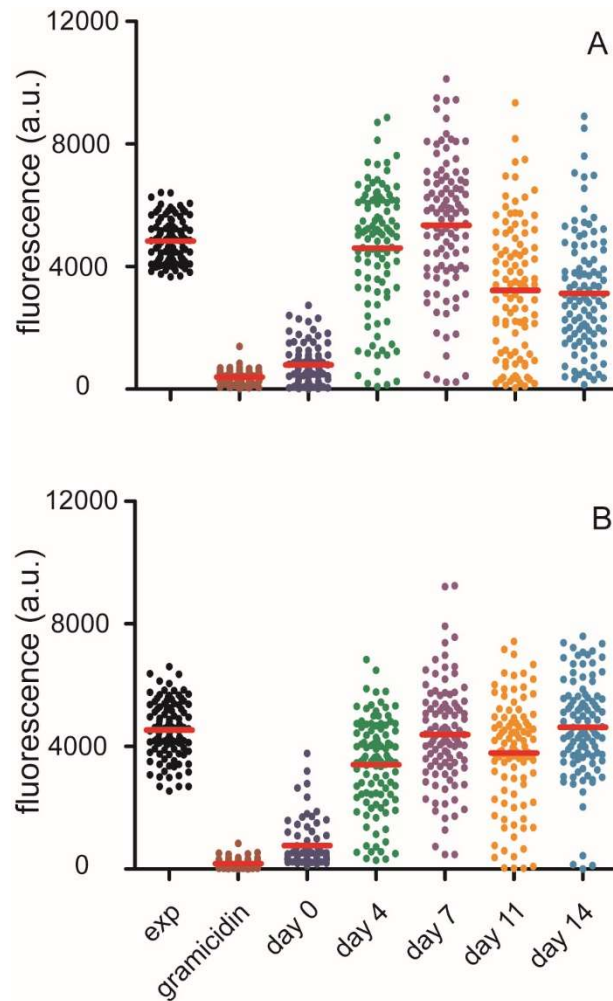 A
fluorescence (a.u.)
12000
8000
4000
0
B
fluorescence (a.u.)
12000
8000
4000
0
exp
gramicidin
day 0
day 4
day 7
day 11
day 14